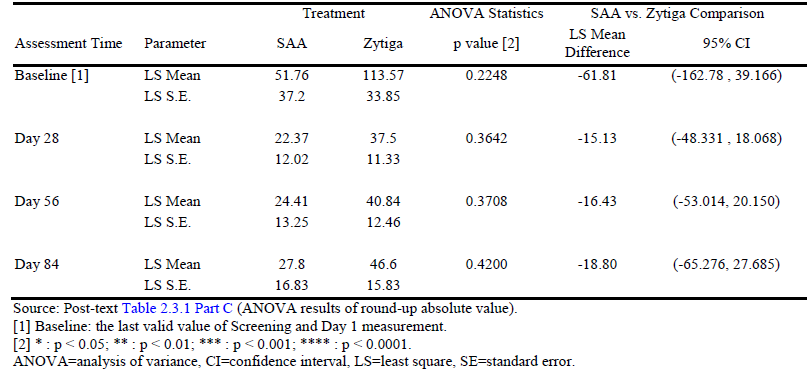 Treatment ANOVA Statistics SAA vs. Zytiga Comparison
Assessment Time Parameter SAA Zytiga p value [2] LS Mean Difference 95% CI
Baseline [1] LS Mean 51.76 113.57 0.2248 -61.81 (-162.78 , 39.166)
LS S.E. 37.2 33.85
Day 28 LS Mean 22.37 37.5 0.3642 -15.13 (-48.331 , 18.068)
LS S.E. 12.02 11.33
Day 56 LS Mean 24.41 40.84 0.3708 -16.43 (-53.014, 20.150)
LS S.E. 13.25 12.46
Day 84 LS Mean 27.8 46.6 0.4200 -18.80 (-65.276, 27.685)
LS S.E. 16.83 15.83
Source: Post-text Table 2.3.1 Part C (ANOVA results of round-up absolute value).
[1] Baseline: the last valid value of Screening and Day 1 measurement.
[2] * : p < 0.05; ** : p < 0.01; *** : p < 0.001; **** : p < 0.0001.
ANOVA=analysis of variance, CI=confidence interval, LS=least square, SE=standard error.